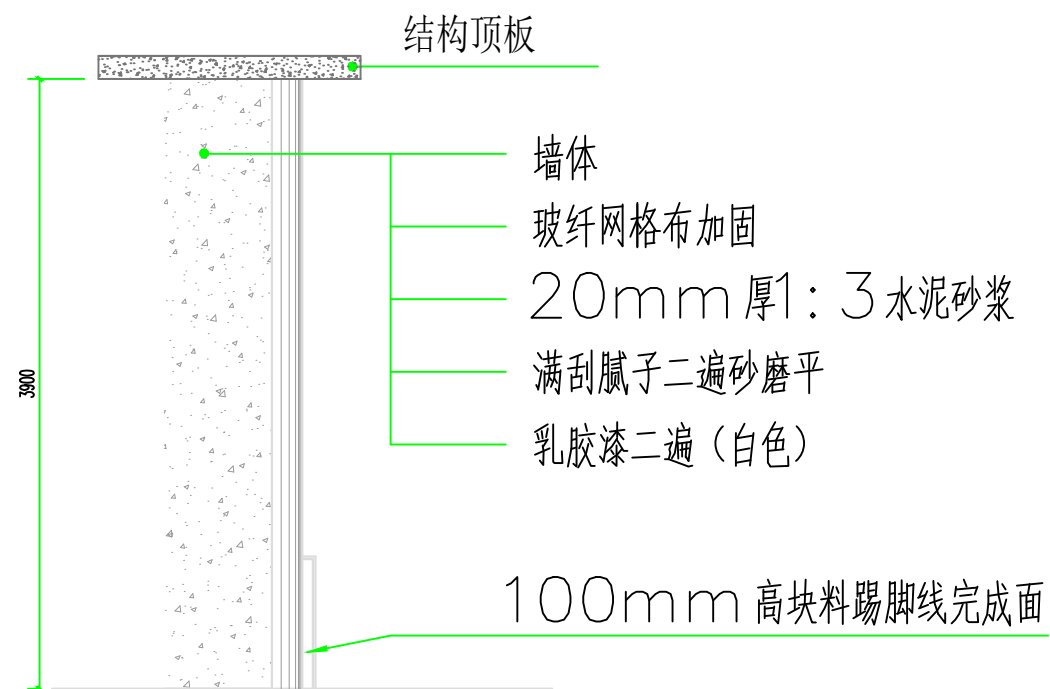 结构顶板
墙体
玻纤网格布加固
20mm厚1：3水泥砂浆
满刮腻子二遍砂磨平
乳胶漆二遍（白色）
3900
100mm高块料踢脚线完成面